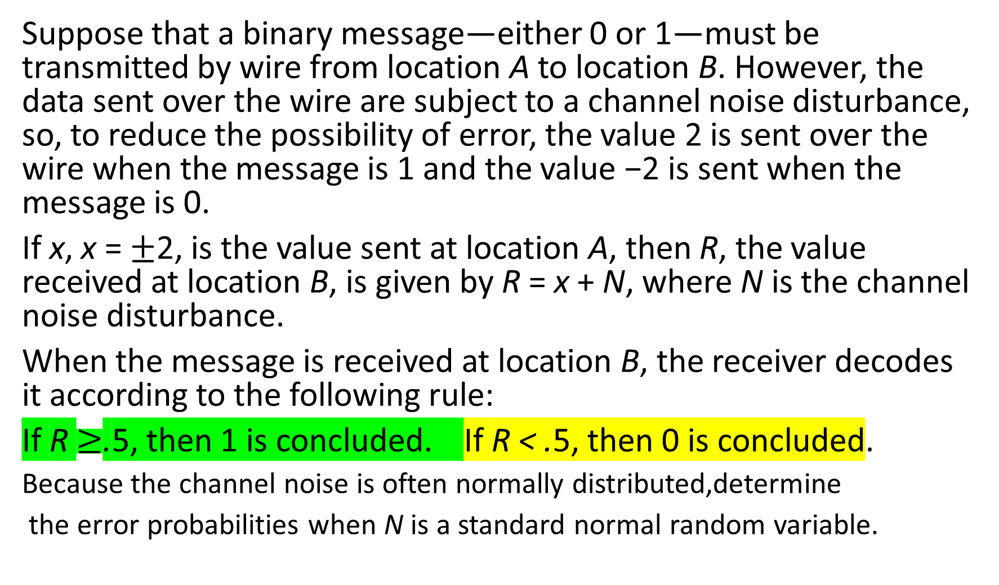 Suppose that a binary message—either 0 or 1—must be
transmitted by wire from location A to location B. However, the
data sent over the wire are subject to a channel noise disturbance,
so, to reduce the possibility of error, the value 2 is sent over the
wire when the message is 1 and the value −2 is sent when the
message is 0.
If x, x = ±2, is the value sent at location A, then R, the value
received at location B, is given by R = x + N, where N is the channel
noise disturbance.
When the message is received at location B, the receiver decodes
it according to the following rule:
If R ≥.5, then 1 is concluded. If R < .5, then 0 is concluded.
Because the channel noise is often normally distributed,determine
the error probabilities when N is a standard normal random variable.